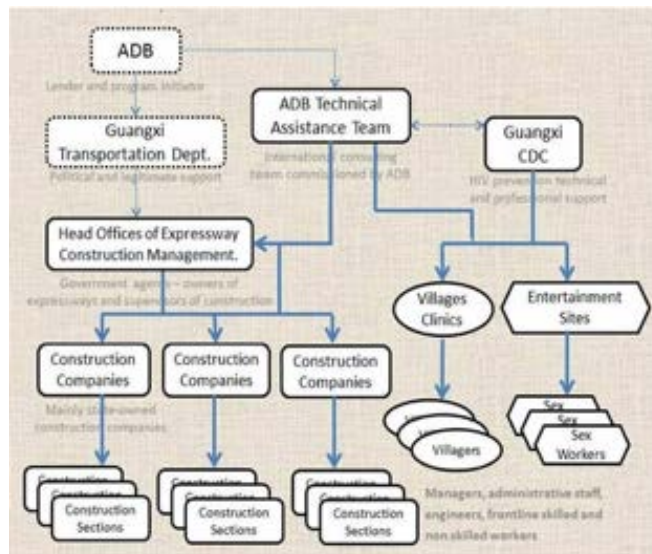 ADB
Lender and program initiator
ADB Technical
Assistance Team
International consulting
team commissioned by ADB
Guangxi
Transportation Dept.
Political and legitimate support
Guangxi
CDC
HIV prevention technical
and professional support
Head Offices of Expressway
Construction Management.
Government agents – owners of
expressways and supervisors of construction
Villages
Clinics
Entertainment
Sites
Construction
Companies
Construction
Companies
Construction
Companies
Mainly state-owned
construction companies
Villagers
Sex
Sex
Sex
Workers
Construction
Construction
Construction
Sections
Construction
Construction
Construction
Sections
Construction
Construction
Construction
Sections
Managers, administrative staff,
engineers, frontline skilled and
non skilled workers